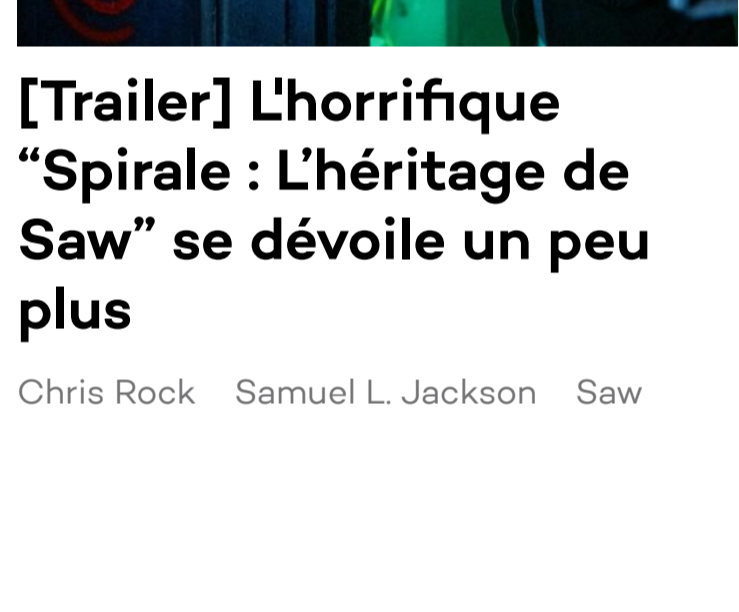 [Trailer] L'horrifique
“Spirale : L’héritage de
Saw” se dévoile un peu
plus
Chris Rock Samuel L. Jackson Saw